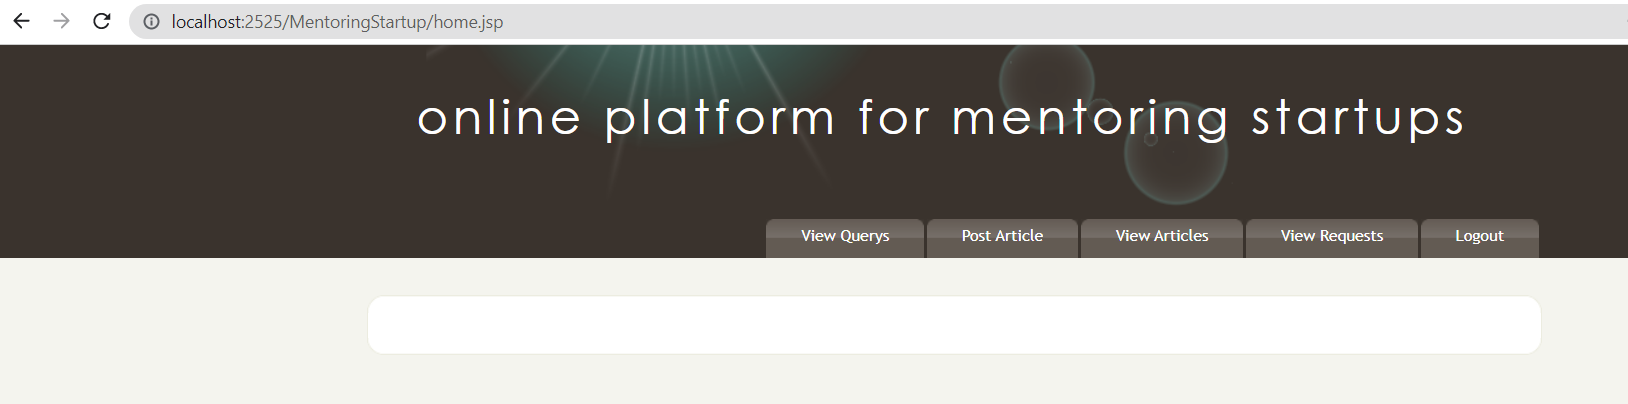 localhost:2525/MentoringStartup/home.jsp
online platform for mentoring startups
View Querys Post Article View Articles View Requests Logout